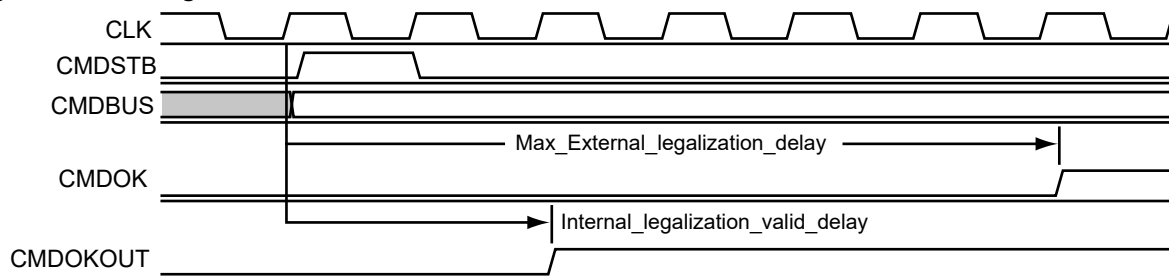 CLK
CMDSTB
CMDBUS
Max_External_legalization_delay
CMDOK
Internal_legalization_valid_delay
CMDOKOUT